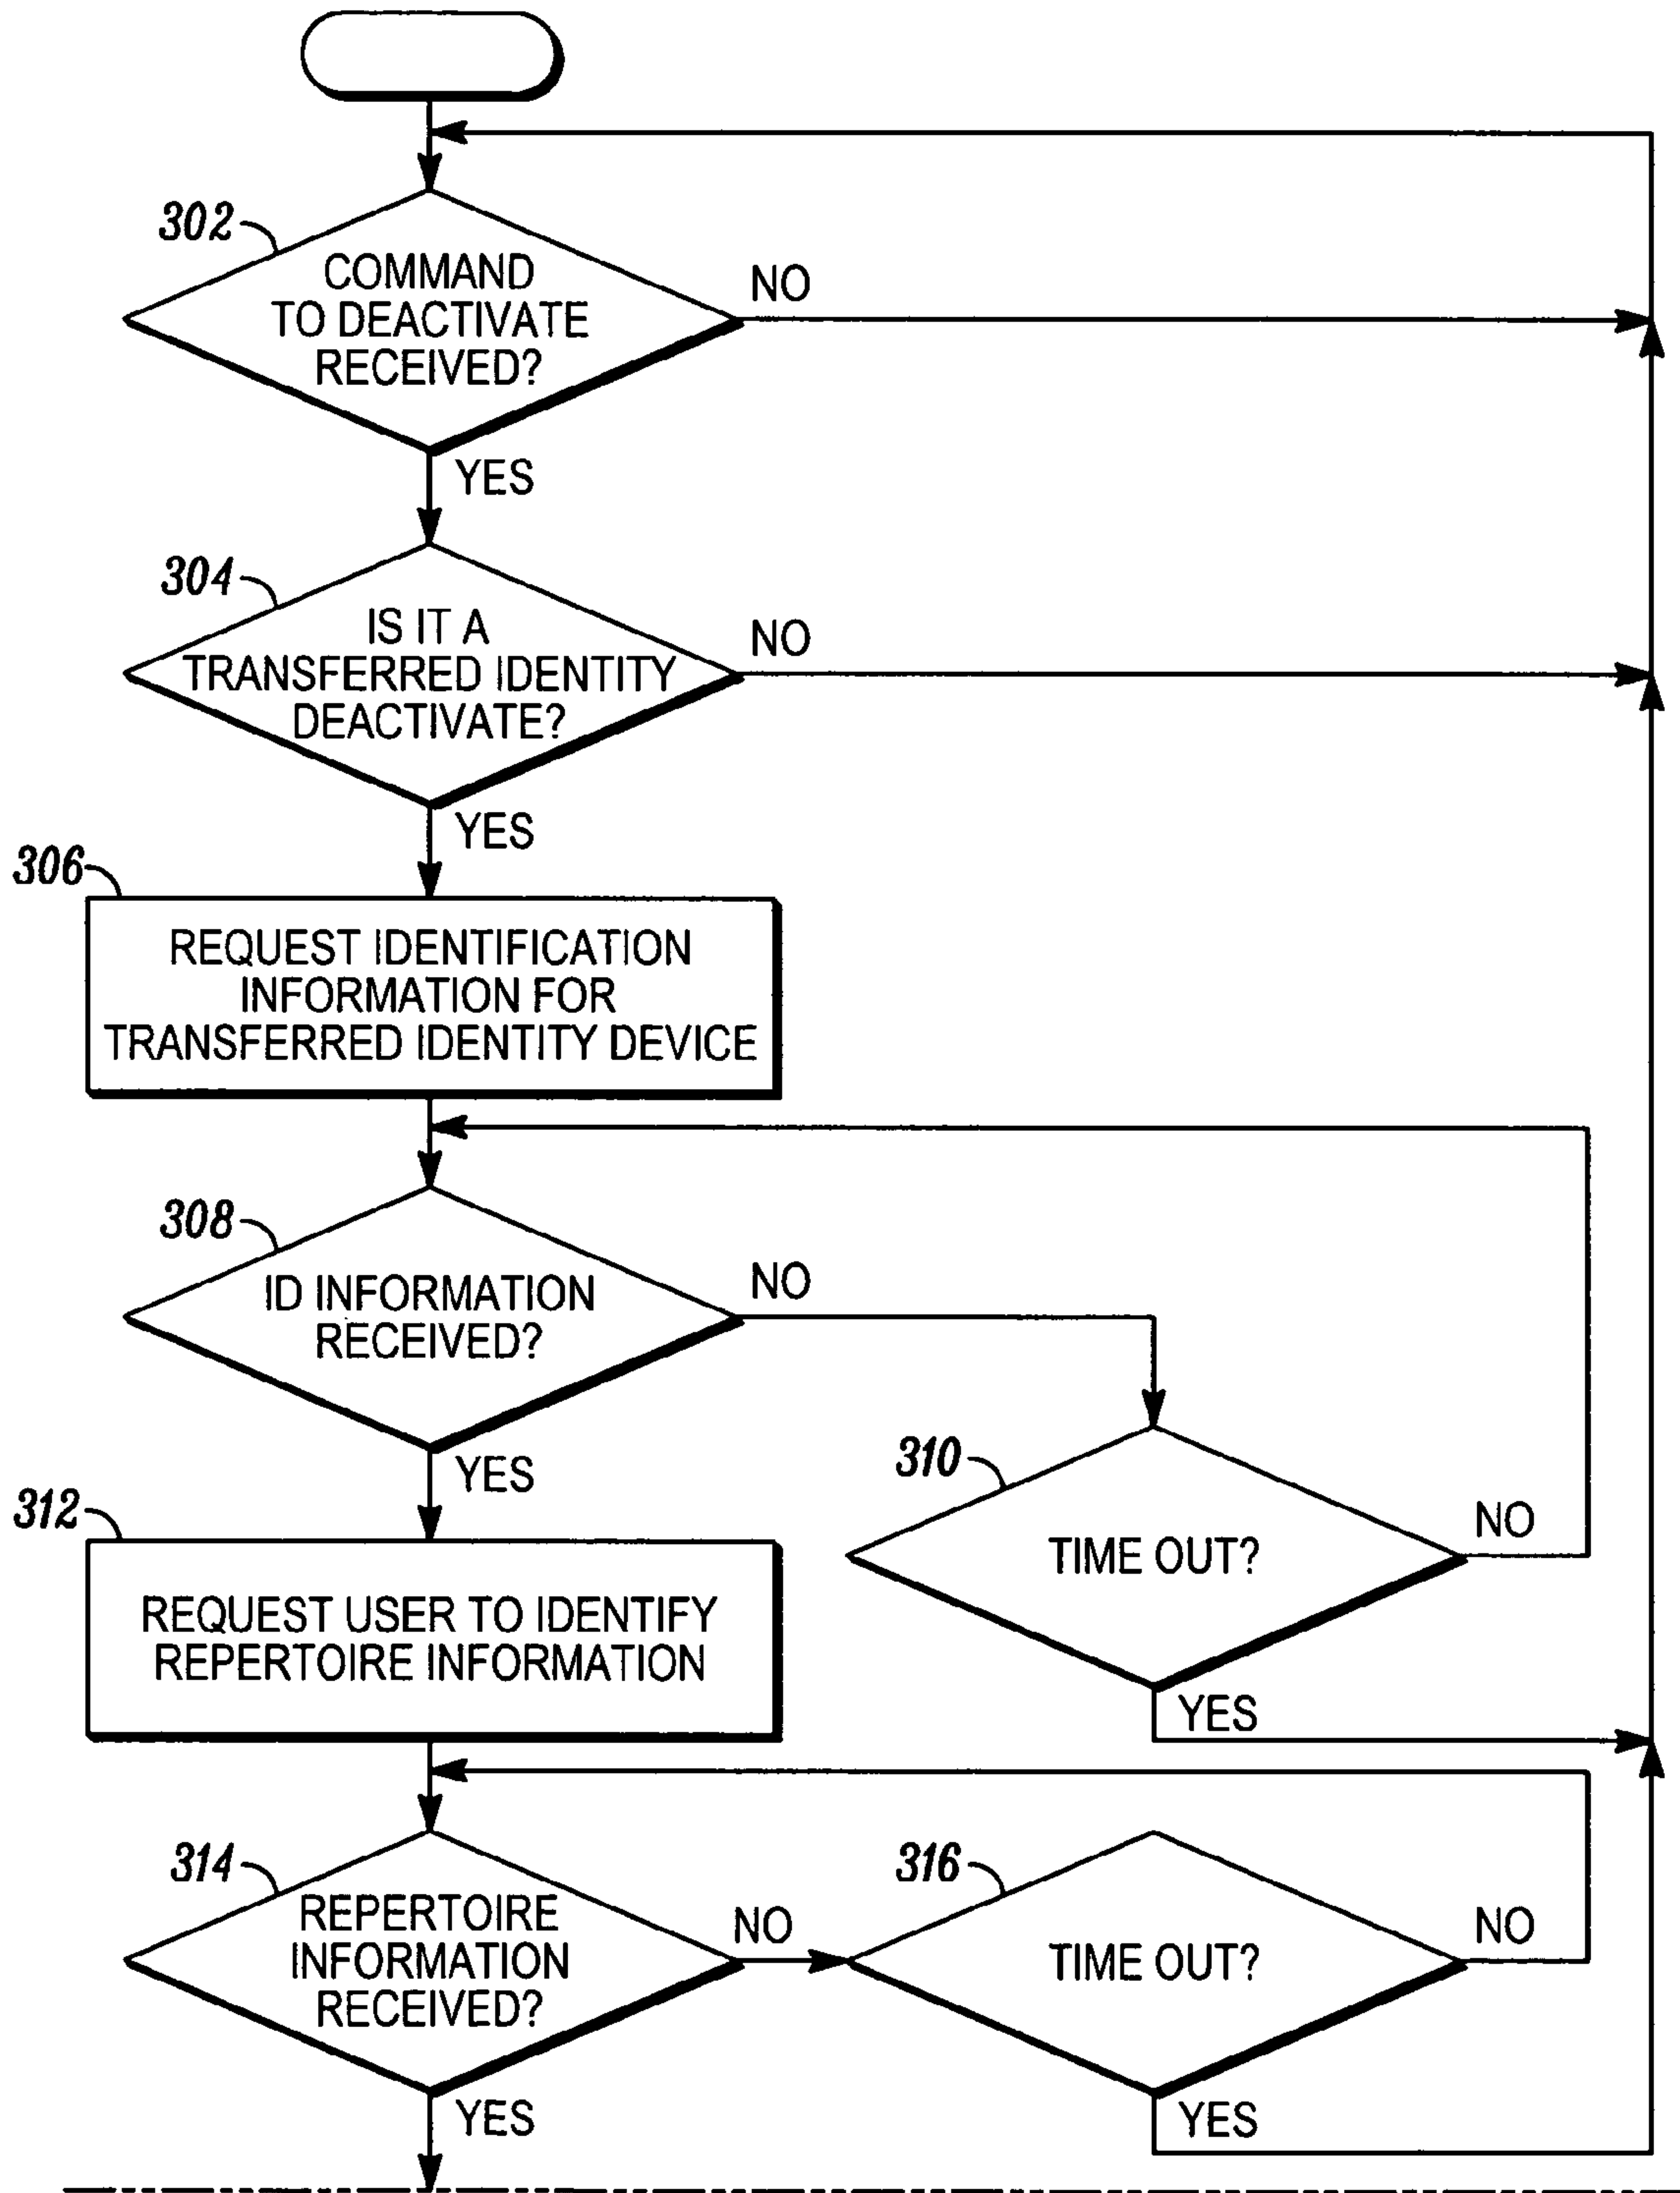 302
COMMAND
TO DEACTIVATE
RECEIVED?
NO
YES
304
IS IT A
TRANSFERRED IDENTITY
DEACTIVATE?
NO
YES
306
REQUEST IDENTIFICATION
INFORMATION FOR
TRANSFERRED IDENTITY DEVICE
308
ID INFORMATION
RECEIVED?
NO
YES
310
TIME OUT?
NO
YES
312
REQUEST USER TO IDENTIFY
REPERTOIRE INFORMATION
314
REPERTOIRE
INFORMATION
RECEIVED?
NO
YES
316
TIME OUT?
NO
YES